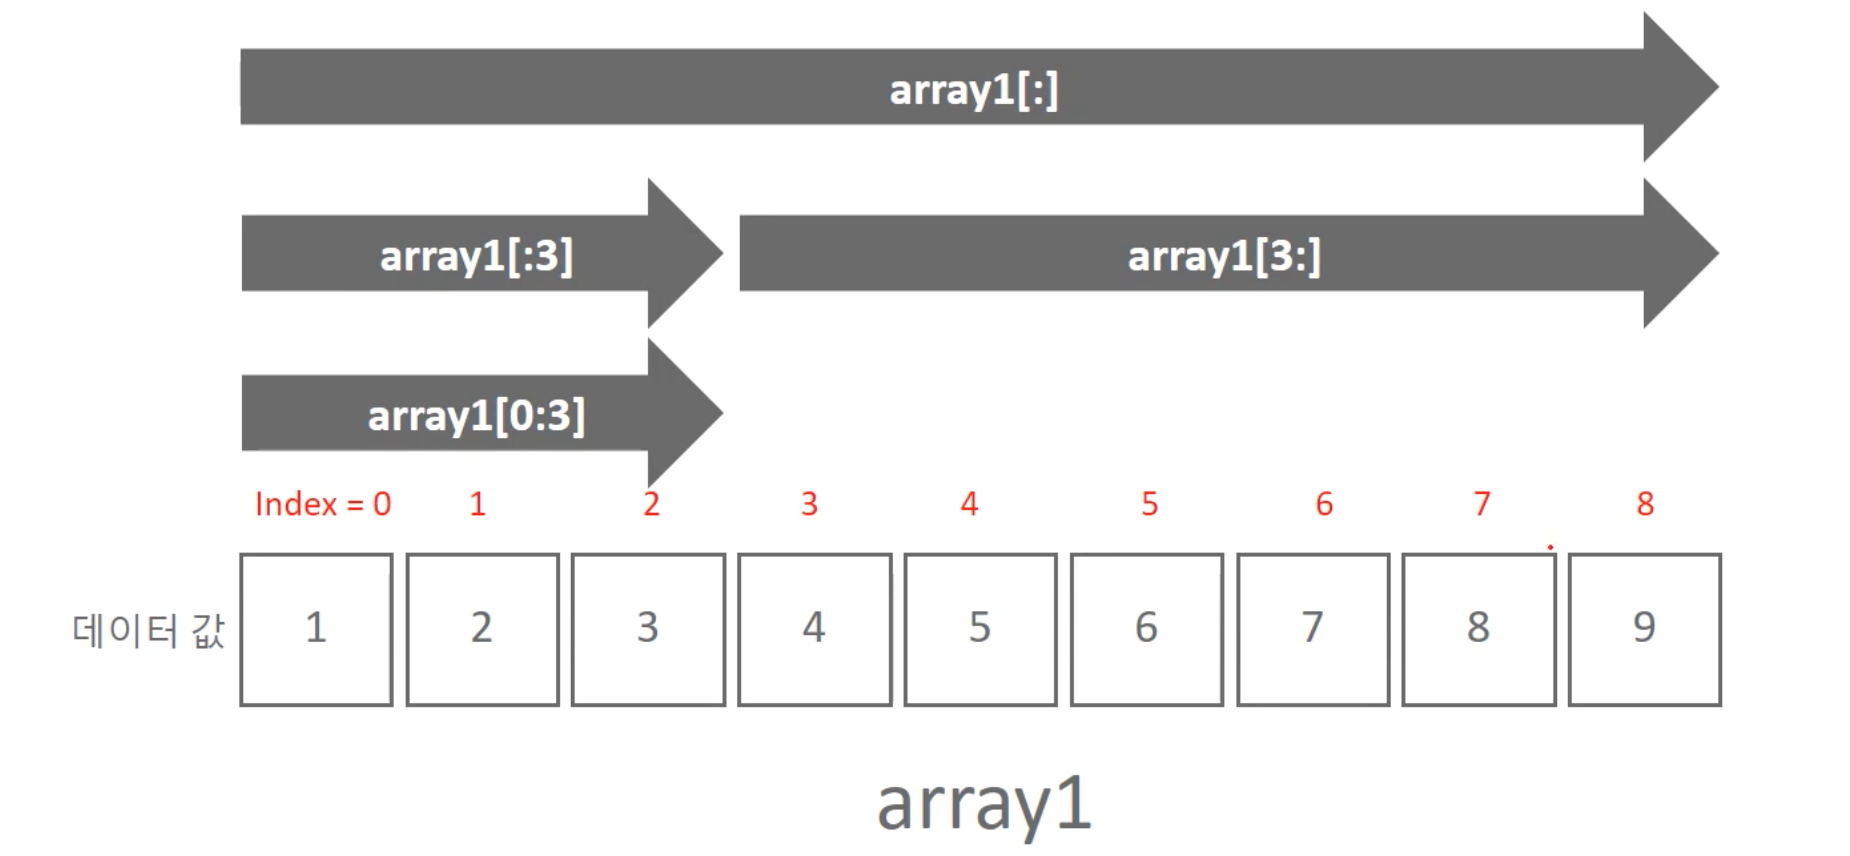 array1[:]
array1[:3] array1[3:]
array1[0:3]
Index = 0 1 2 3 4 5 6 7 8
데이터 값 1 2 3 4 5 6 7 8 9
array1